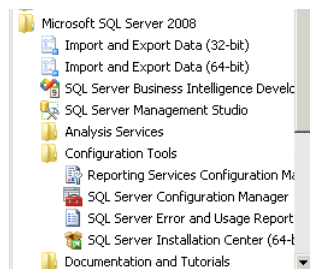 Microsoft SQL Server 2008
Import and Export Data (32-bit)
Import and Export Data (64-bit)
SQL Server Business Intelligence Develc
SQL Server Management Studio
Analysis Services
Configuration Tools
Reporting Services Configuration Ma
SQL Server Configuration Manager
SQL Server Error and Usage Report
SQL Server Installation Center (64-b
Documentation and Tutorials